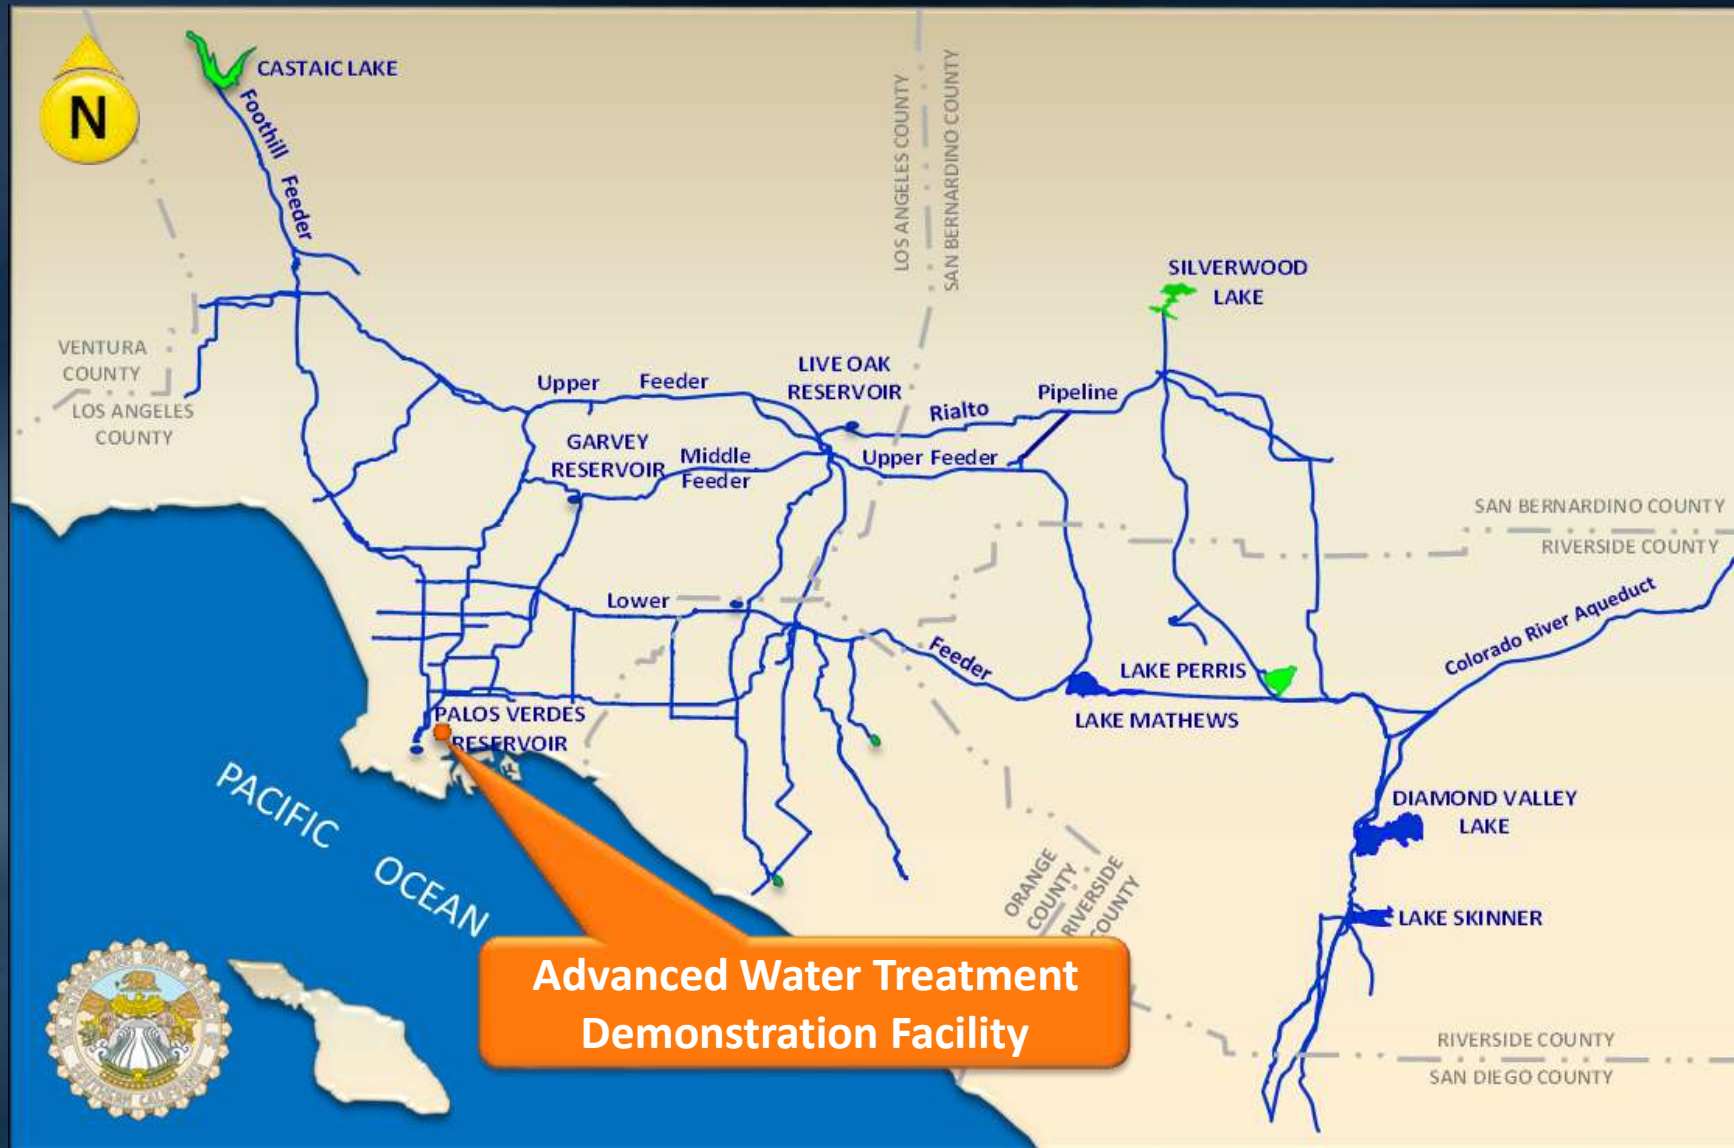 N
CASTAIC LAKE
Foothill Feeder
LOS ANGELES COUNTY
SAN BERNARDINO COUNTY
SILVERWOOD
LAKE
VENTURA
COUNTY
LOS ANGELES
COUNTY
Upper Feeder
LIVE OAK
RESERVOIR
Rialto Pipeline
GARVEY
RESERVOIR
Middle
Feeder
Upper Feeder
SAN BERNARDINO COUNTY
RIVERSIDE COUNTY
Lower Feeder
Colorado River Aqueduct
LAKE PERRIS
LAKE MATHEWS
PALOS VERDES
RESERVOIR
PACIFIC OCEAN
DIAMOND VALLEY
LAKE
ORANGE
COUNTY
RIVERSIDE
COUNTY
LAKE SKINNER
Advanced Water Treatment
Demonstration Facility
RIVERSIDE COUNTY
SAN DIEGO COUNTY